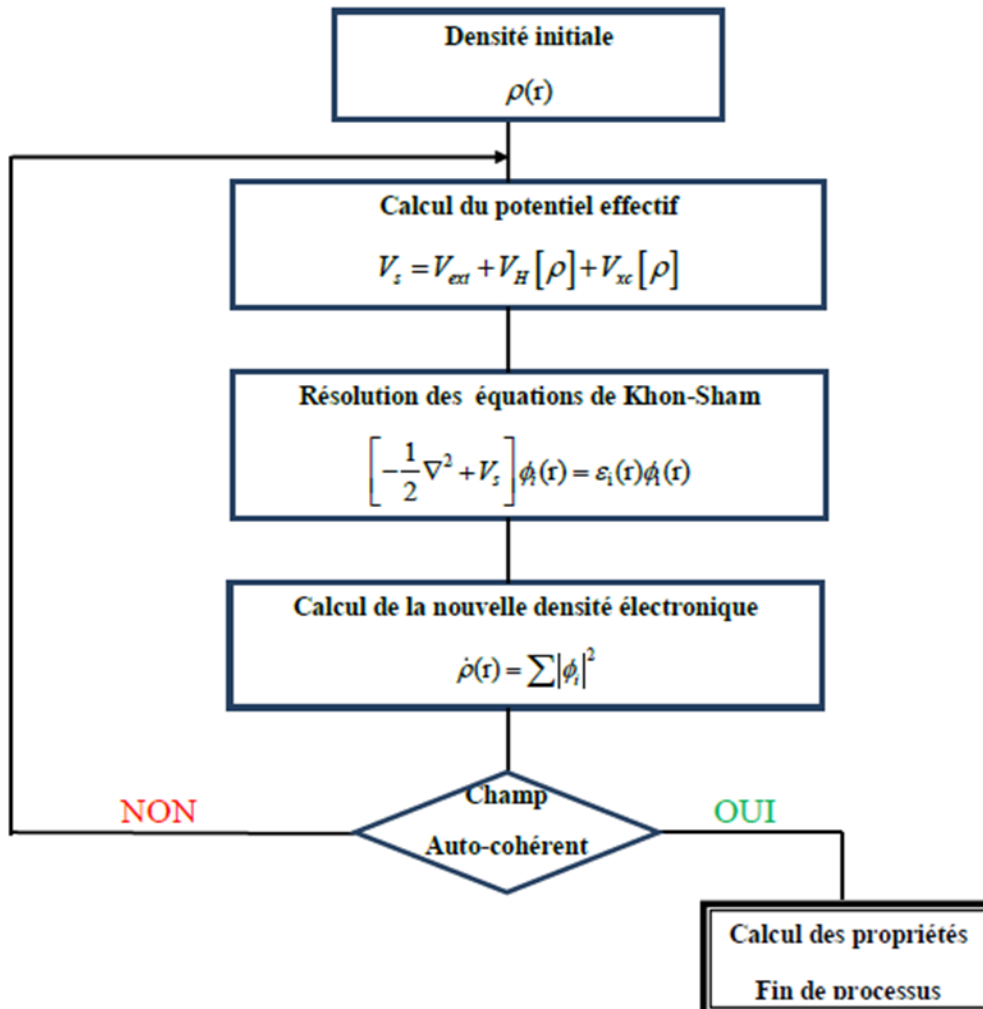 Densité initiale
ρ(r)
Calcul du potentiel effectif
V_s = V_ext + V_H [ρ] + V_xc [ρ]
Résolution des équations de Khon-Sham
[-1/2 ∇² + V_s] ϕ_i(r) = ε_i(r)ϕ_i(r)
Calcul de la nouvelle densité électronique
ρ̇(r) = ∑|ϕ_i|²
Champ
NON
OUI
Auto-cohérent
Calcul des propriétés
Fin de processus